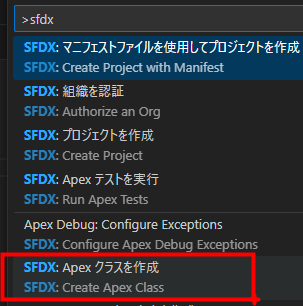 >sfdx
SFDX: マニフェストファイルを使用してプロジェクトを作成
SFDX: Create Project with Manifest
SFDX: 組織を認証
SFDX: Authorize an Org
SFDX: プロジェクトを作成
SFDX: Create Project
SFDX: Apex テストを実行
SFDX: Run Apex Tests
Apex Debug: Configure Exceptions
SFDX: Configure Apex Debug Exceptions
SFDX: Apex クラスを作成
SFDX: Create Apex Class